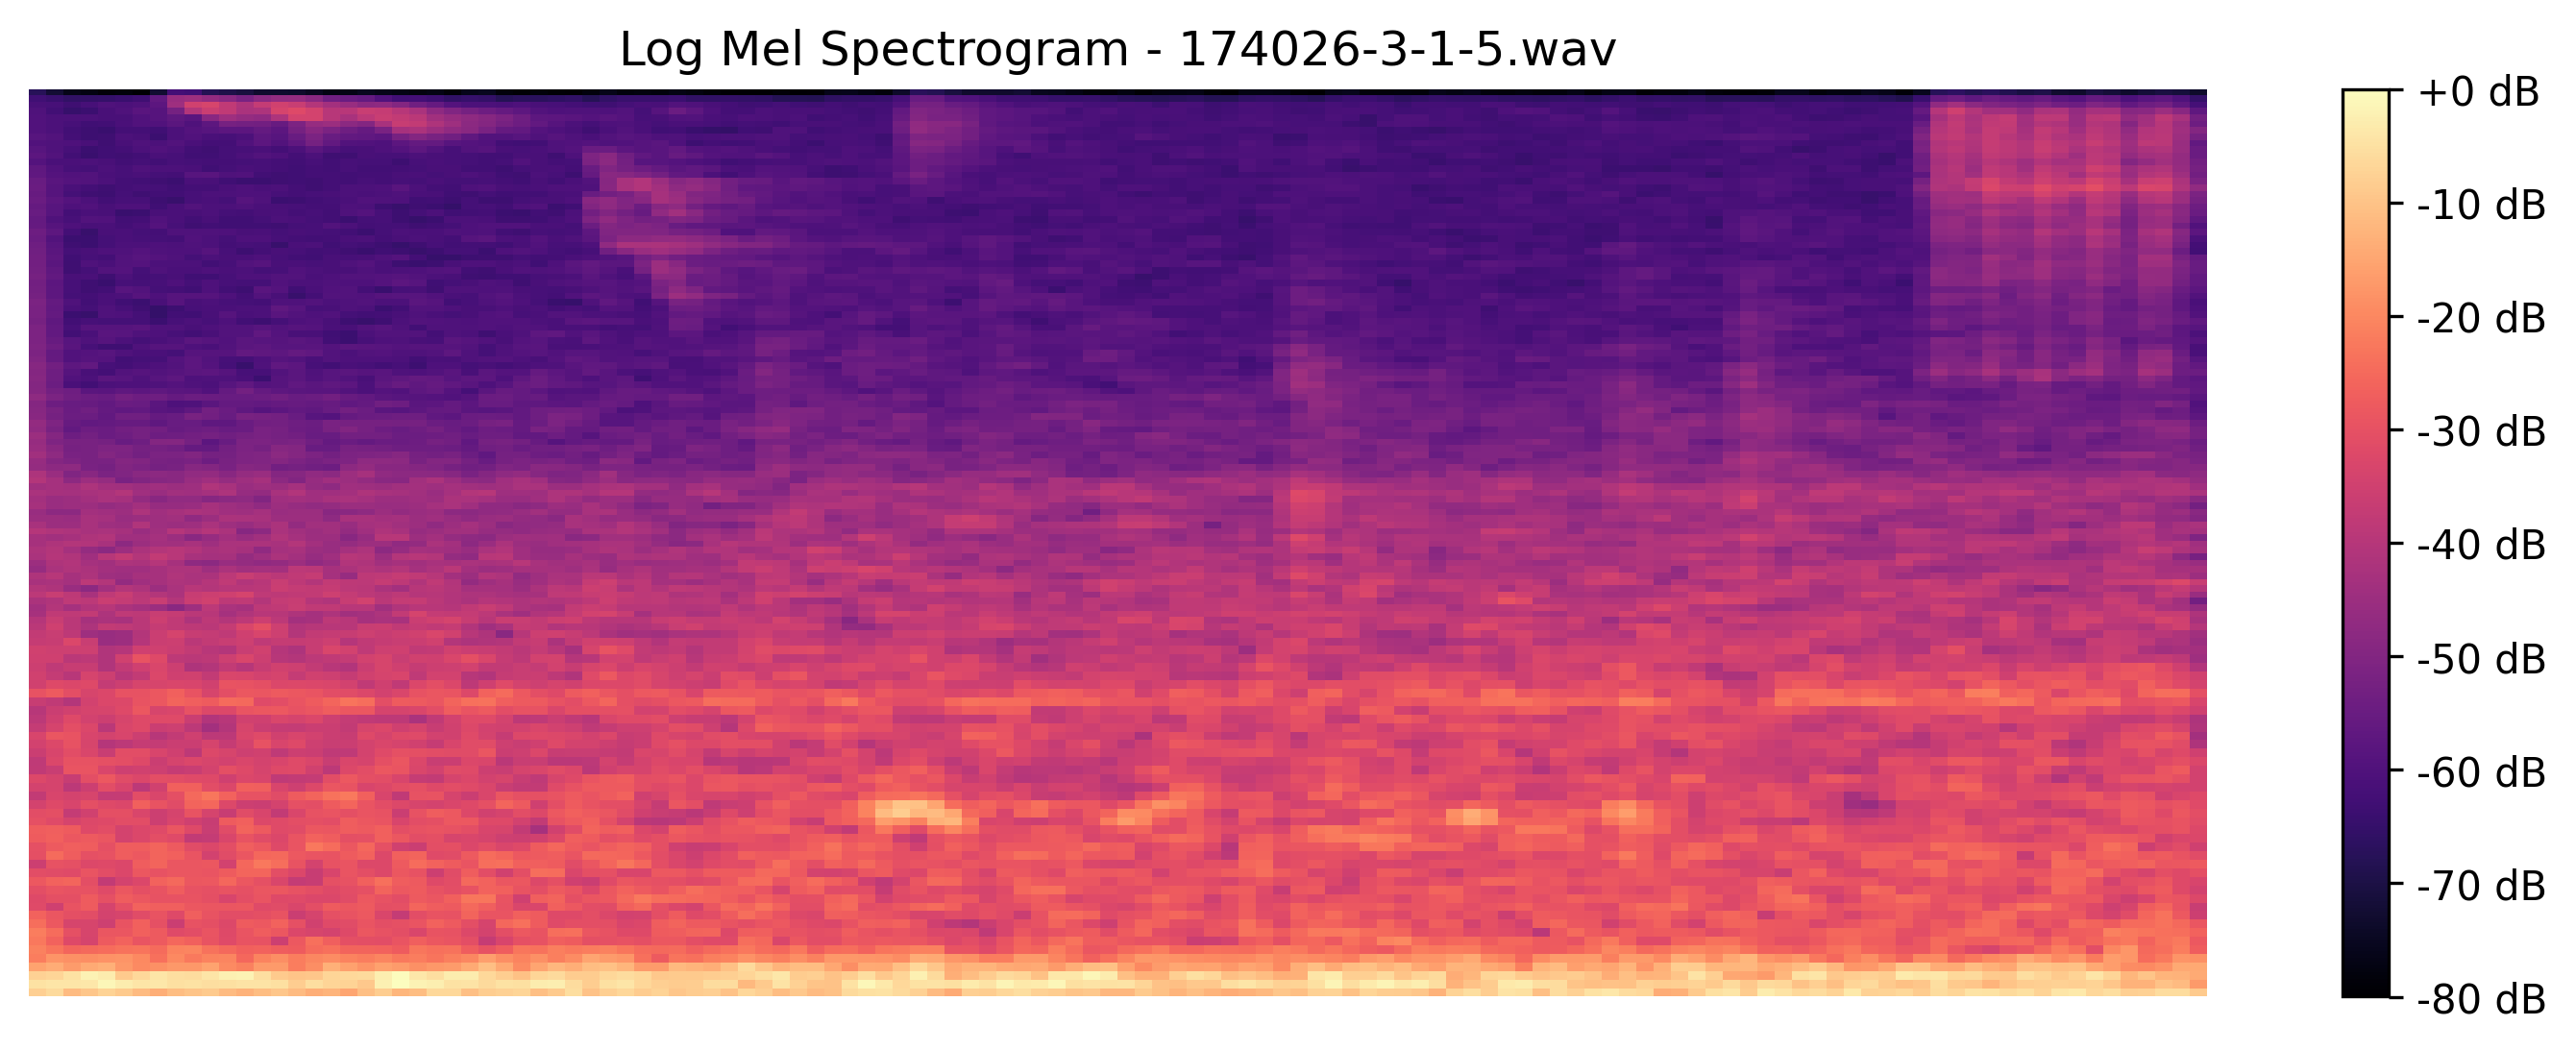 Log Mel Spectrogram - 174026-3-1-5.wav
+0 dB
-10 dB
-20 dB
-30 dB
-40 dB
-50 dB
-60 dB
-70 dB
-80 dB